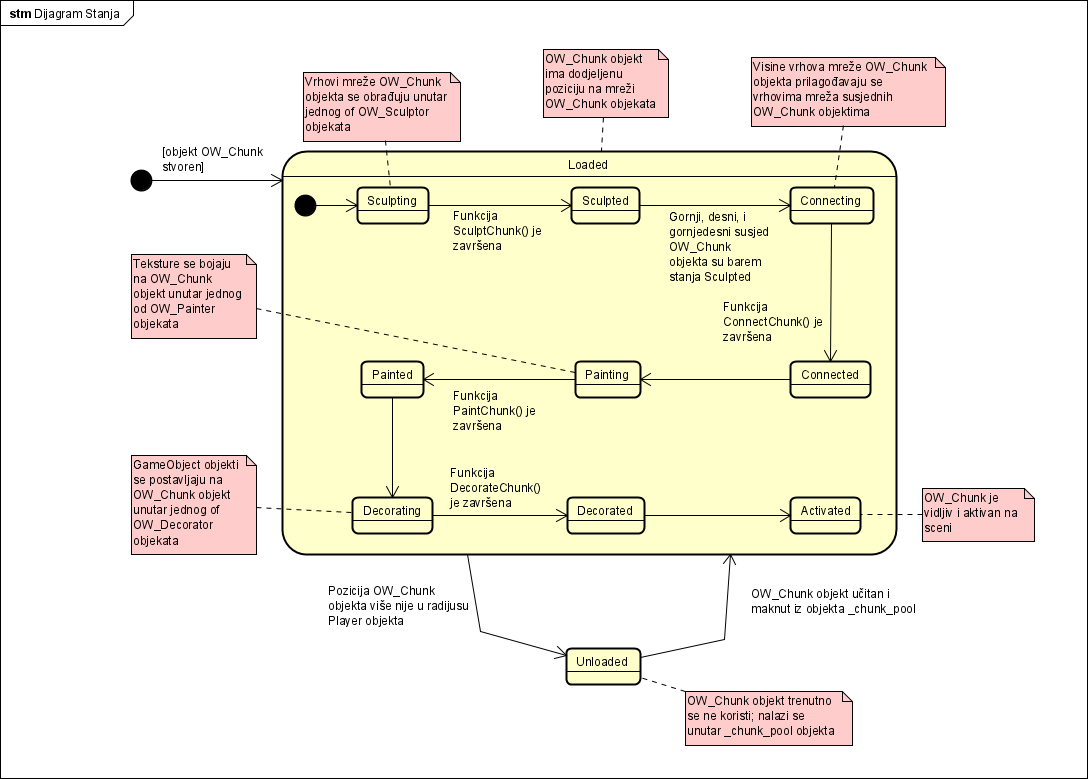 stm Dijagram Stanja
Vrhovi mreže OW_Chunk
objekta se obrađuju unutar
jednog of OW_Sculptor
objekata
OW_Chunk objekt
ima dodjeljenu
poziciju na mreži
OW_Chunk objekata
Visine vrhova mreže OW_Chunk
objekta prilagođavaju se
vrhovima mreža susjednih
OW_Chunk objektima
[objekt OW_Chunk
stvoren]
Loaded
Sculpting
Sculpted
Connecting
Funkcija
SculptChunk() je
završena
Gornji, desni, i
gornjedesni susjed
OW_Chunk
objekta su barem
stanja Sculpted
Teksture se bojaju
na OW_Chunk
objekt unutar jednog
od OW_Painter
objekata
Funkcija
ConnectChunk() je
završena
Painted
Painting
Connected
Funkcija
PaintChunk() je
završena
GameObject objekti
se postavljaju na
OW_Chunk objekt
unutar jednog of
OW_Decorator
objekata
Funkcija
DecorateChunk()
je završena
Decorating
Decorated
Activated
OW_Chunk je
vidljiv i aktivan na
sceni
Pozicija OW_Chunk
objekta više nije u radijusu
Player objekta
OW_Chunk objekt učitan i
maknut iz objekta _chunk_pool
Unloaded
OW_Chunk objekt trenutno
se ne koristi; nalazi se
unutar _chunk_pool objekta